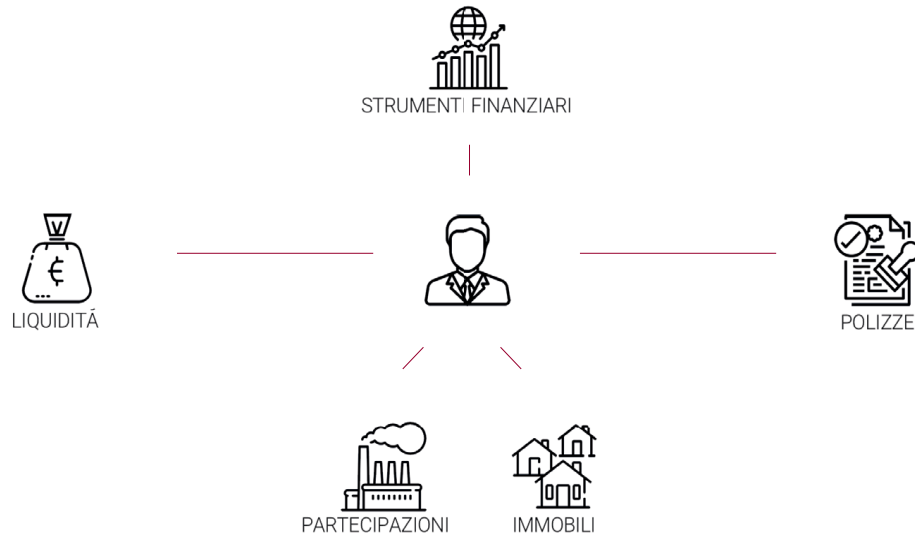 STRUMENTI FINANZIARI
€
LIQUIDITÁ
POLIZZE
PARTECIPAZIONI
IMMOBILI